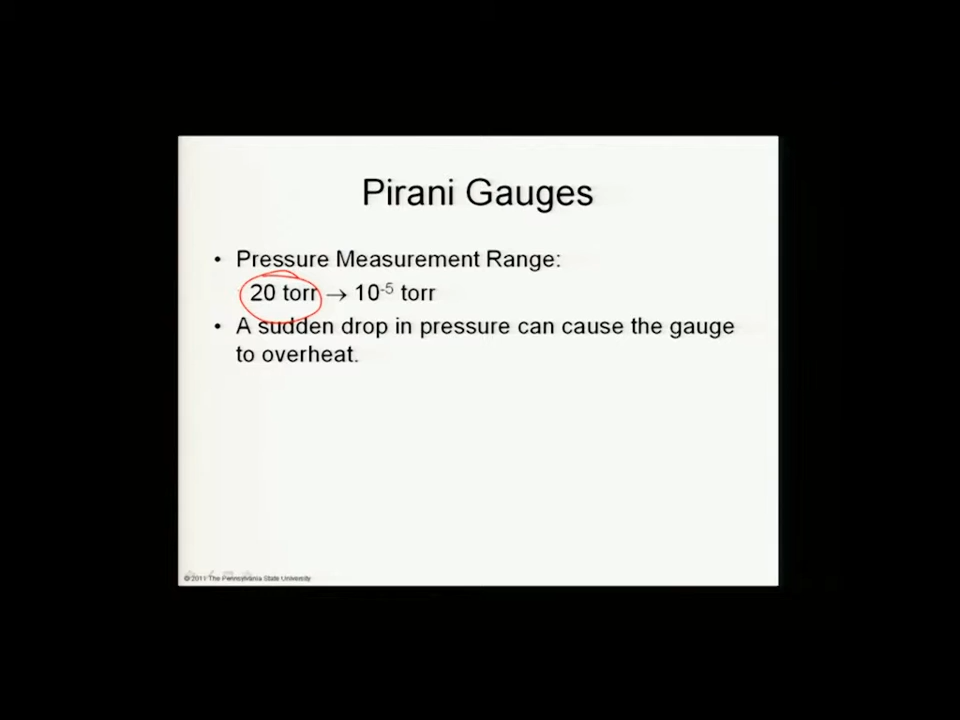 Pirani Gauges
• Pressure Measurement Range:
20 torr → 10⁻⁵ torr
• A sudden drop in pressure can cause the gauge
to overheat.
© 2011 The Pennsylvania State University